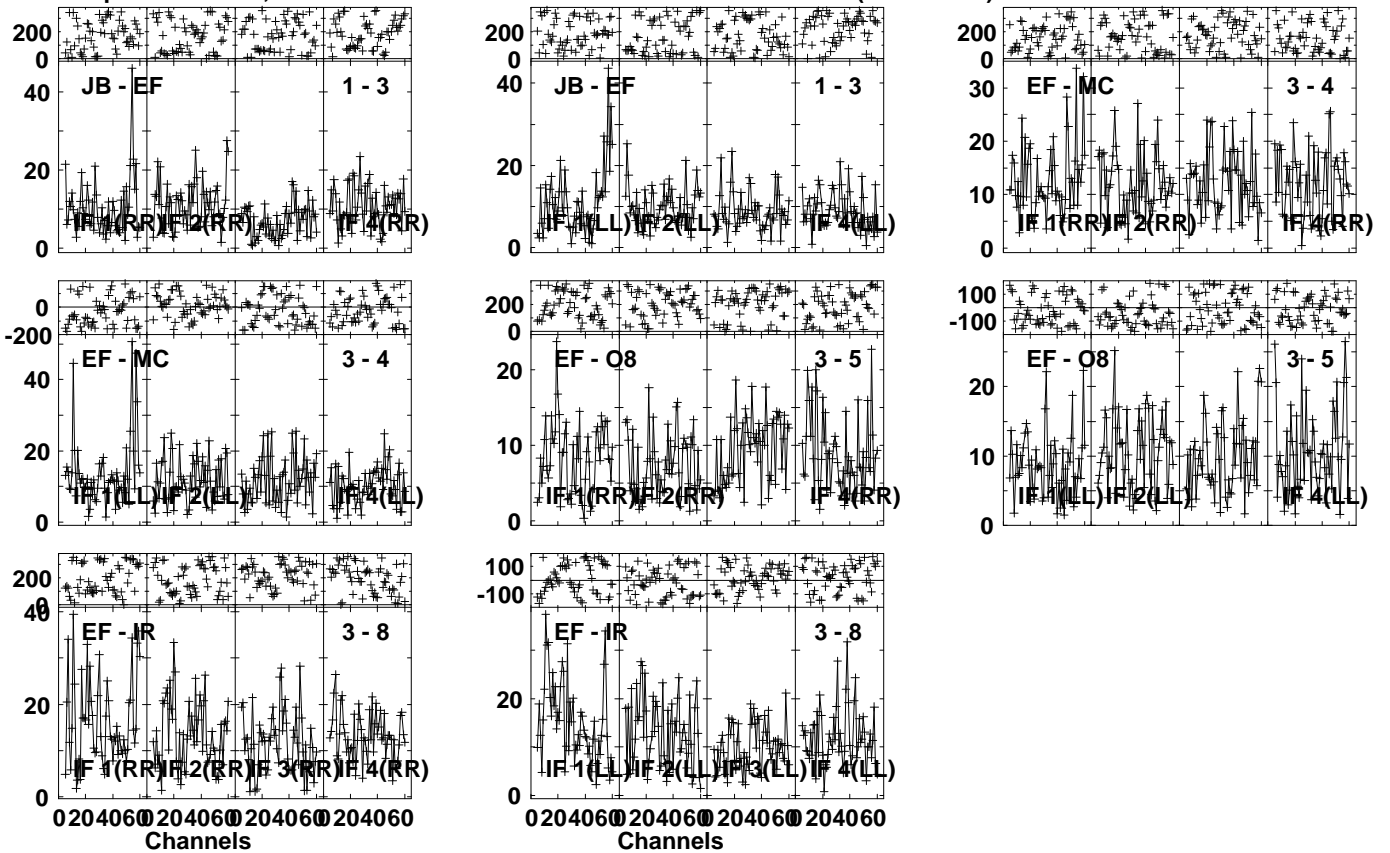 200
0
200
0
200
0
JB - EF 1 - 3
40
20
0
IF 1(RR) IF 2(RR) IF 4(RR)
JB - EF 1 - 3
40
20
0
IF 1(LL) IF 2(LL) IF 4(LL)
EF - MC 3 - 4
30
20
10
0
IF 1(RR) IF 2(RR) IF 4(RR)
0
-200
200
0
100
-100
EF - MC 3 - 4
40
20
0
IF 1(LL) IF 2(LL) IF 4(LL)
EF - O8 3 - 5
20
10
0
IF 1(RR) IF 2(RR) IF 4(RR)
EF - O8 3 - 5
20
10
0
IF 1(LL) IF 2(LL) IF 4(LL)
200
0
100
-100
EF - IR 3 - 8
40
20
0
IF 1(RR) IF 2(RR) IF 3(RR) IF 4(RR)
EF - IR 3 - 8
20
0
IF 1(LL) IF 2(LL) IF 3(LL) IF 4(LL)
0 20 40 60 0 20 40 60 0 20 40 60 0 20 40 60
Channels
0 20 40 60 0 20 40 60 0 20 40 60 0 20 40 60
Channels